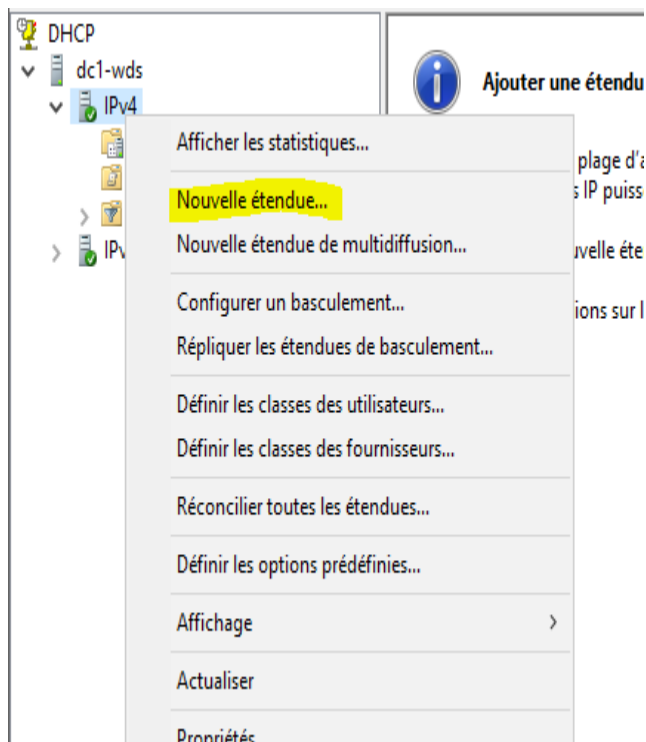 DHCP
dc1-wds
IPv4
Ajouter une étendu
Afficher les statistiques...
plage d'a
Nouvelle étendue...
s IP puiss
Nouvelle étendue de multidiffusion...
uvelle éte
IPv
Configurer un basculement...
ions sur l
Répliquer les étendues de basculement...
Définir les classes des utilisateurs...
Définir les classes des fournisseurs...
Réconcilier toutes les étendues...
Définir les options prédéfinies...
Affichage
Actualiser
Propriétés